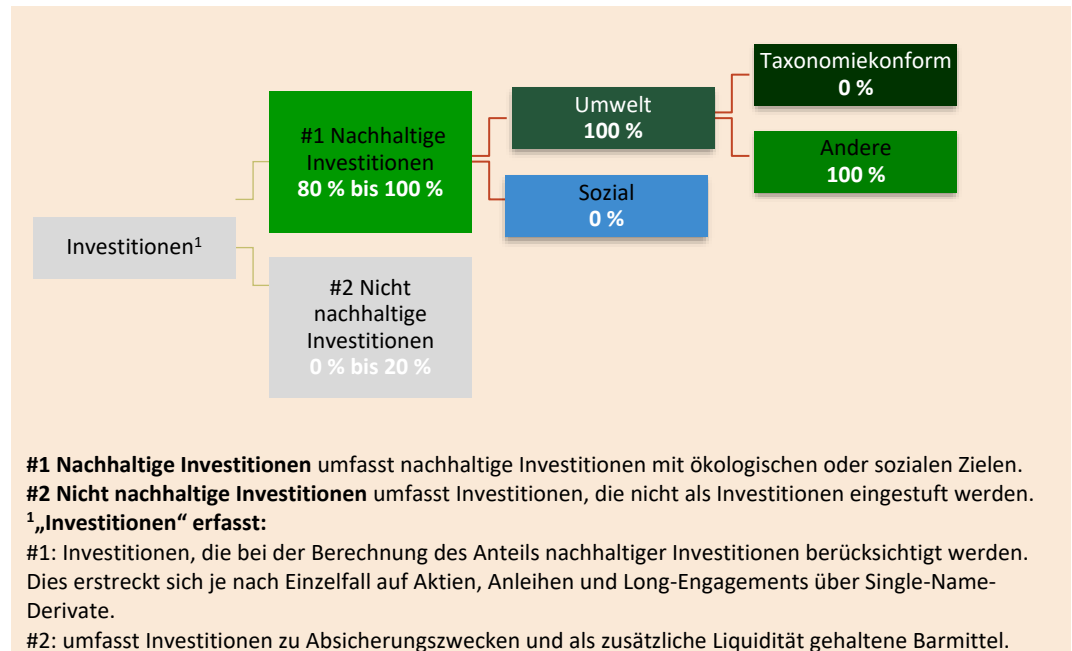 Taxonomiekonform
0 %
Umwelt
100 %
#1 Nachhaltige
Investitionen
80 % bis 100 %
Andere
100 %
Sozial
0 %
Investitionen¹
#2 Nicht
nachhaltige
Investitionen
0 % bis 20 %
#1 Nachhaltige Investitionen umfasst nachhaltige Investitionen mit ökologischen oder sozialen Zielen.
#2 Nicht nachhaltige Investitionen umfasst Investitionen, die nicht als Investitionen eingestuft werden.
¹„Investitionen“ erfasst:
#1: Investitionen, die bei der Berechnung des Anteils nachhaltiger Investitionen berücksichtigt werden.
Dies erstreckt sich je nach Einzelfall auf Aktien, Anleihen und Long-Engagements über Single-Name-
Derivate.
#2: umfasst Investitionen zu Absicherungszwecken und als zusätzliche Liquidität gehaltene Barmittel.